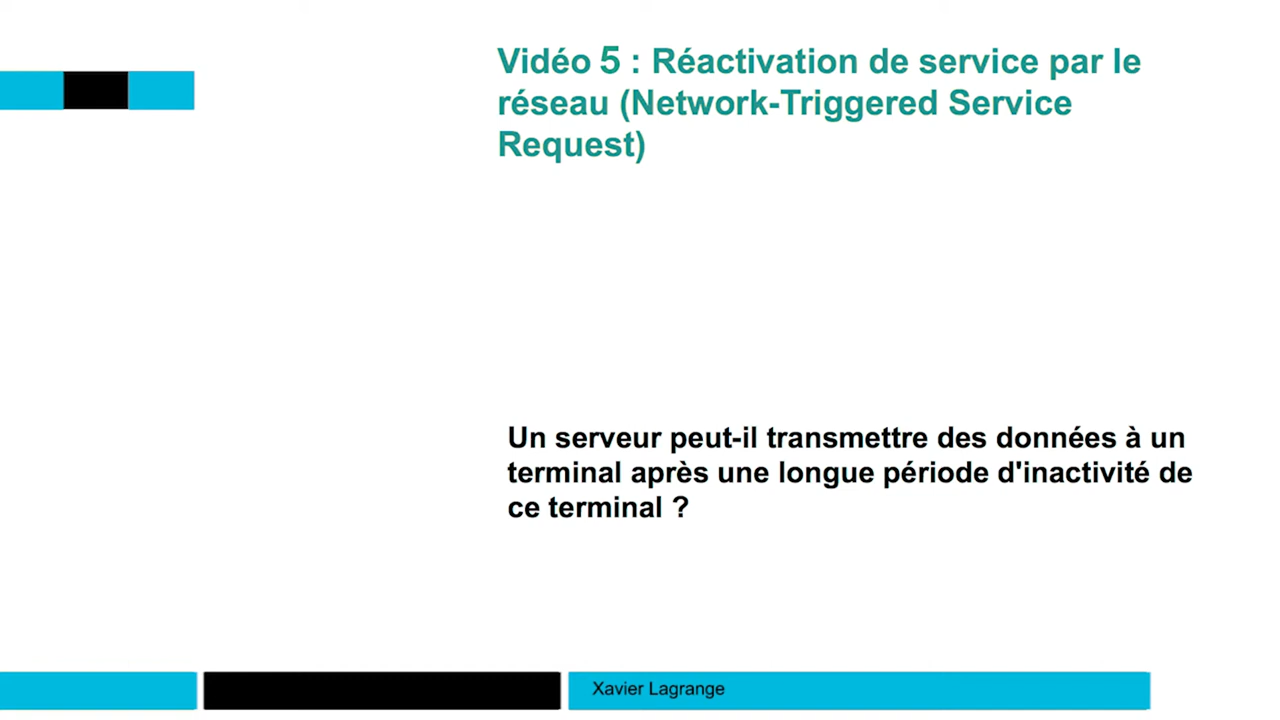 Vidéo 5 : Réactivation de service par le
réseau (Network-Triggered Service
Request)
Un serveur peut-il transmettre des données à un
terminal après une longue période d'inactivité de
ce terminal ?
Xavier Lagrange